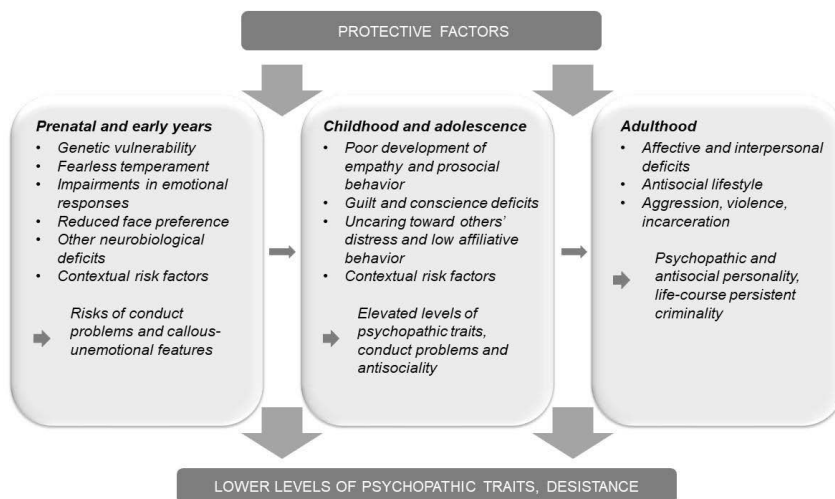 PROTECTIVE FACTORS
Prenatal and early years
• Genetic vulnerability
• Fearless temperament
• Impairments in emotional
responses
• Reduced face preference
• Other neurobiological
deficits
• Contextual risk factors
Risks of conduct
problems and callous-
unemotional features
Childhood and adolescence
• Poor development of
empathy and prosocial
behavior
• Guilt and conscience deficits
• Uncaring toward others'
distress and low affiliative
behavior
• Contextual risk factors
Elevated levels of
psychopathic traits,
conduct problems and
antisociality
Adulthood
• Affective and interpersonal
deficits
• Antisocial lifestyle
• Aggression, violence,
incarceration
Psychopathic and
antisocial personality,
life-course persistent
criminality
LOWER LEVELS OF PSYCHOPATHIC TRAITS, DESISTANCE